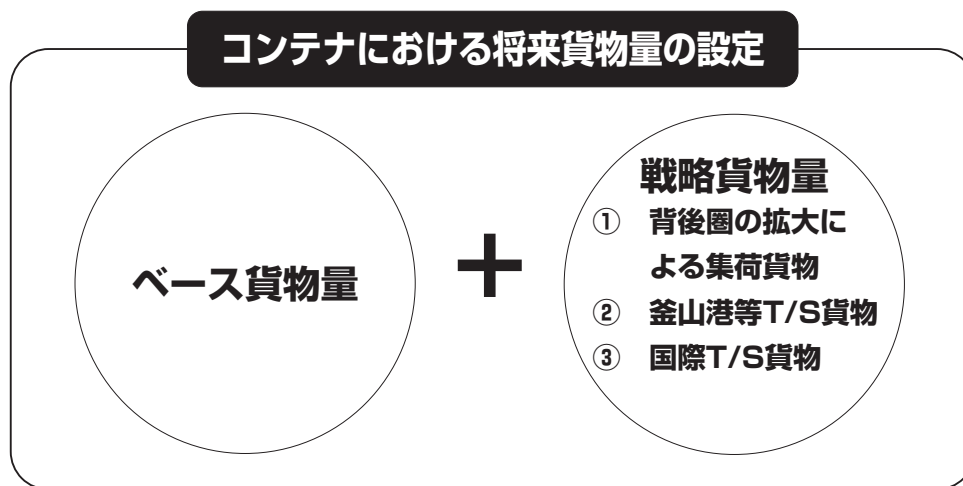 コンテナにおける将来貨物量の設定
ベース貨物量
+
戦略貨物量
① 背後圏の拡大に
よる集荷貨物
② 釜山港等T/S貨物
③ 国際T/S貨物